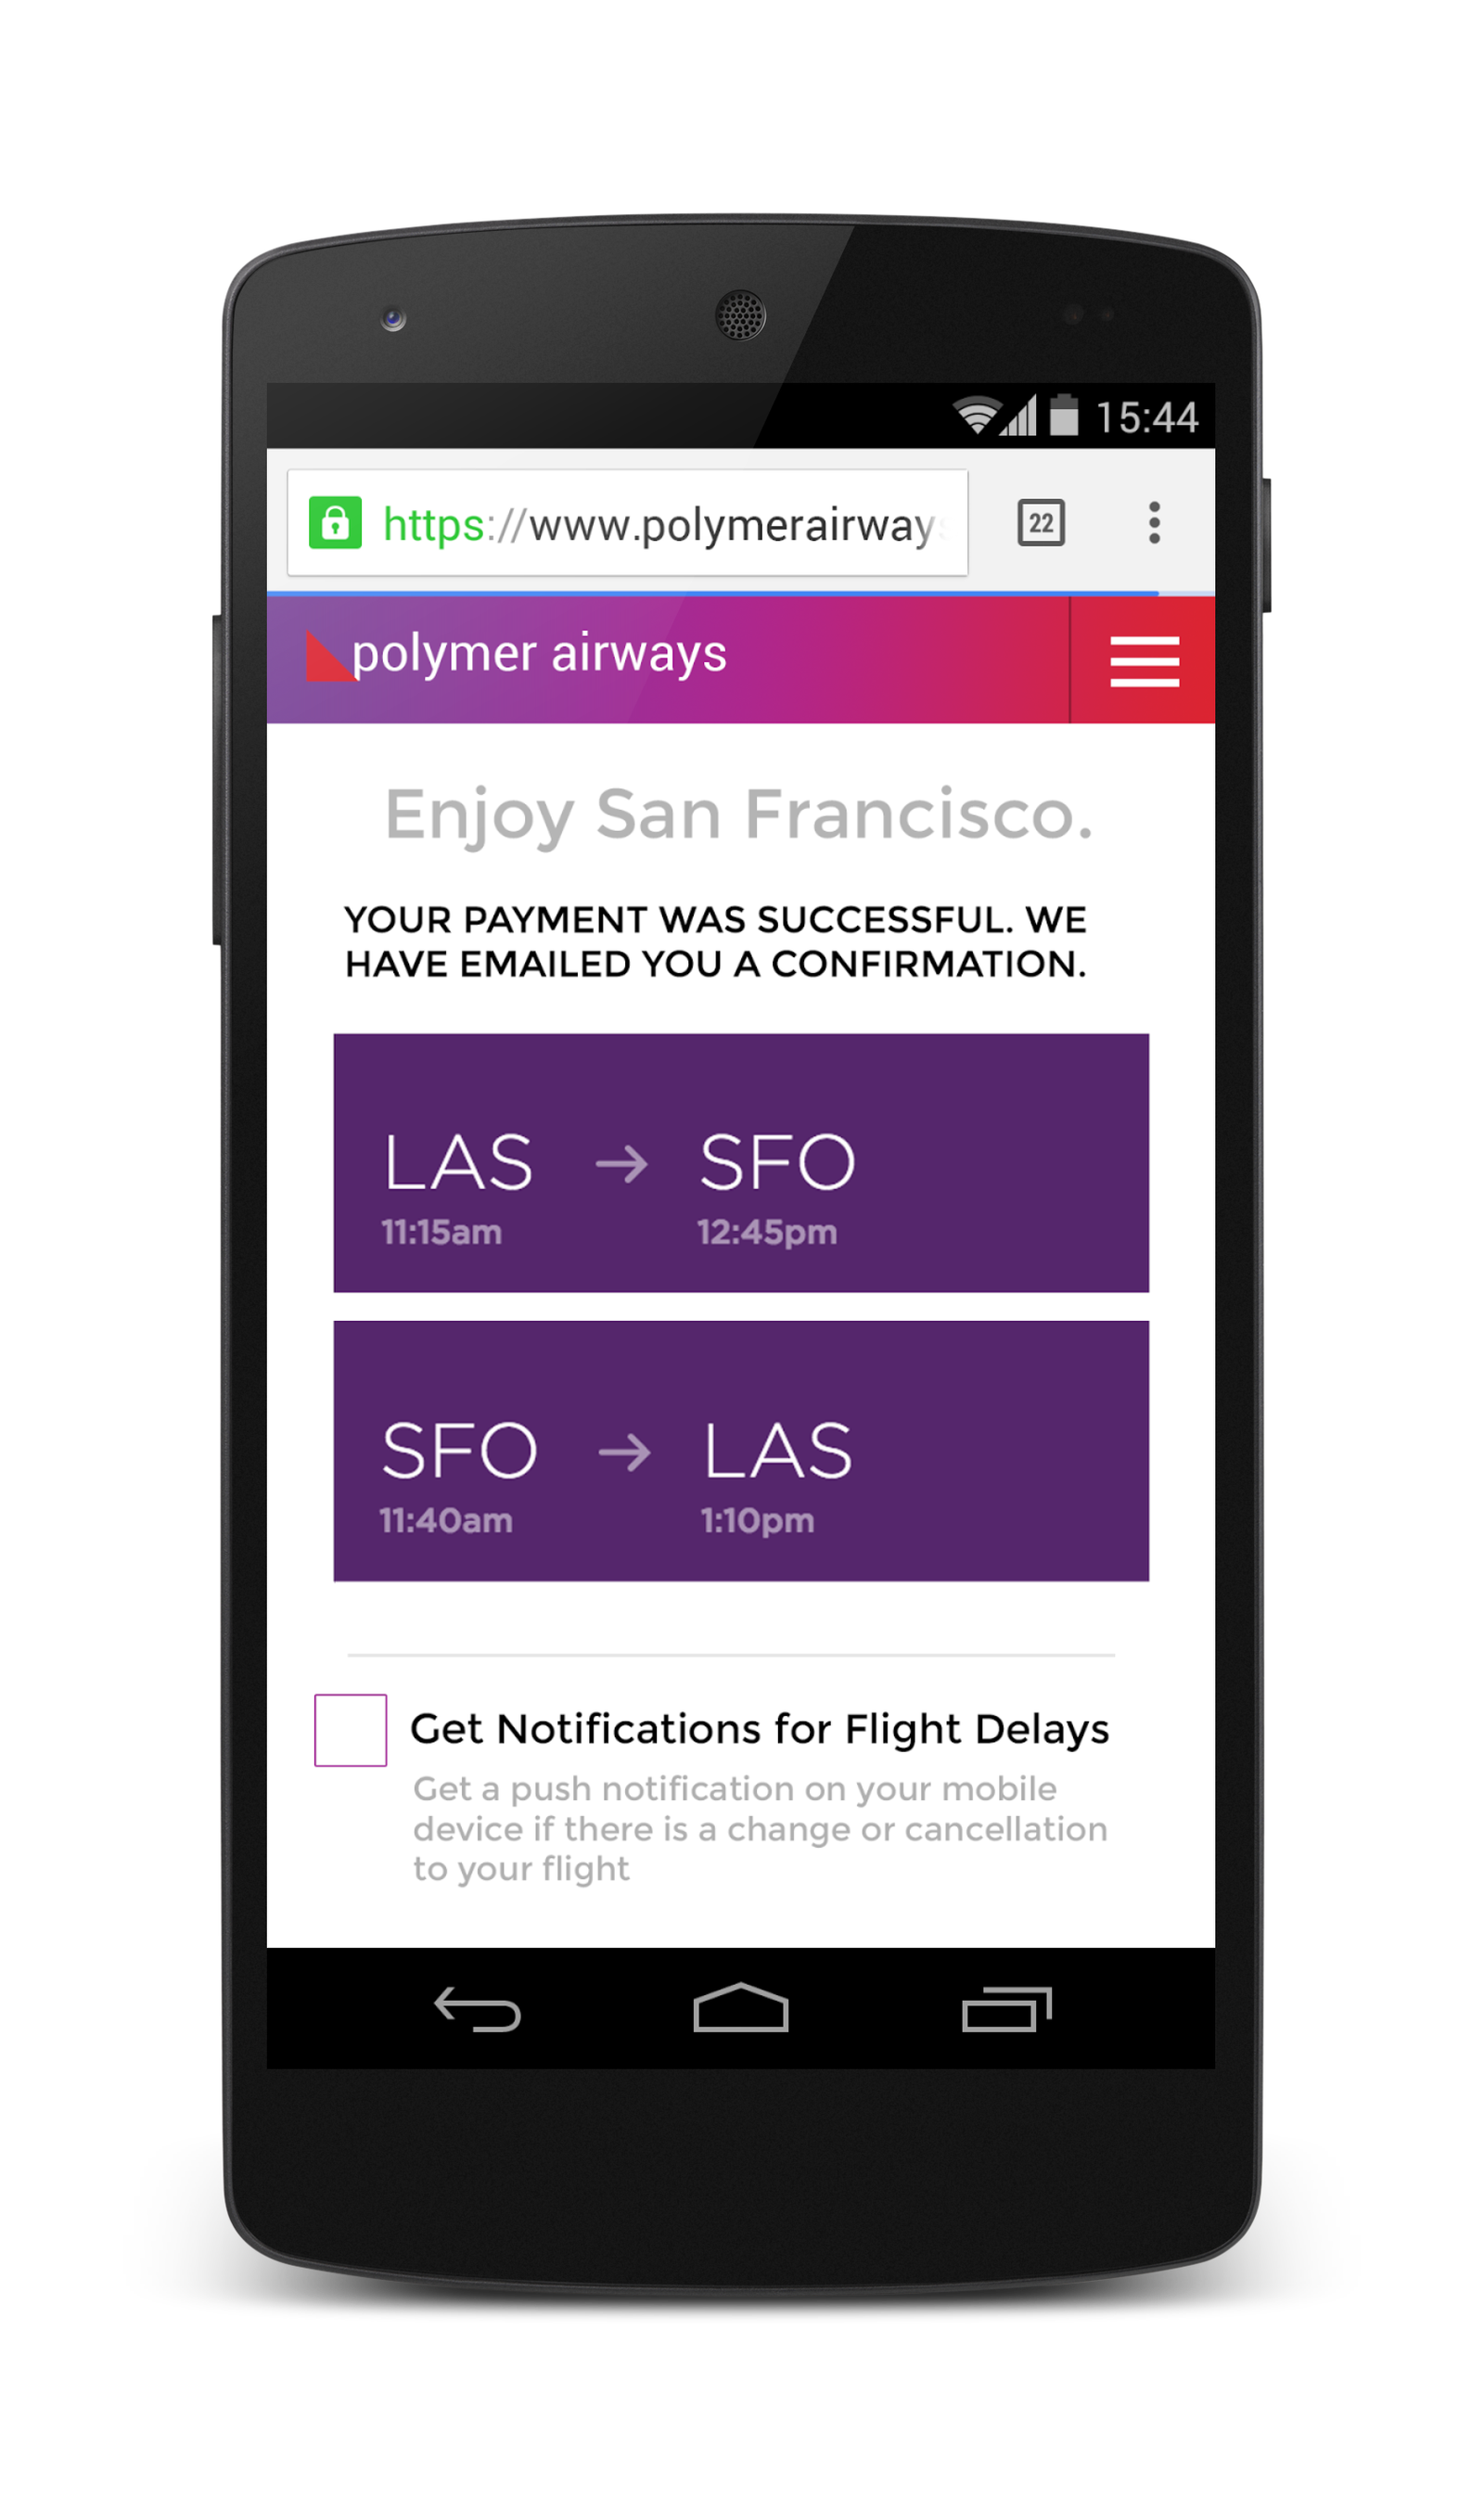 15:44
https://www.polymerairways
22
polymer airways
Enjoy San Francisco.
YOUR PAYMENT WAS SUCCESSFUL. WE
HAVE EMAILED YOU A CONFIRMATION.
LAS → SFO
11:15am 12:45pm
SFO → LAS
11:40am 1:10pm
Get Notifications for Flight Delays
Get a push notification on your mobile
device if there is a change or cancellation
to your flight